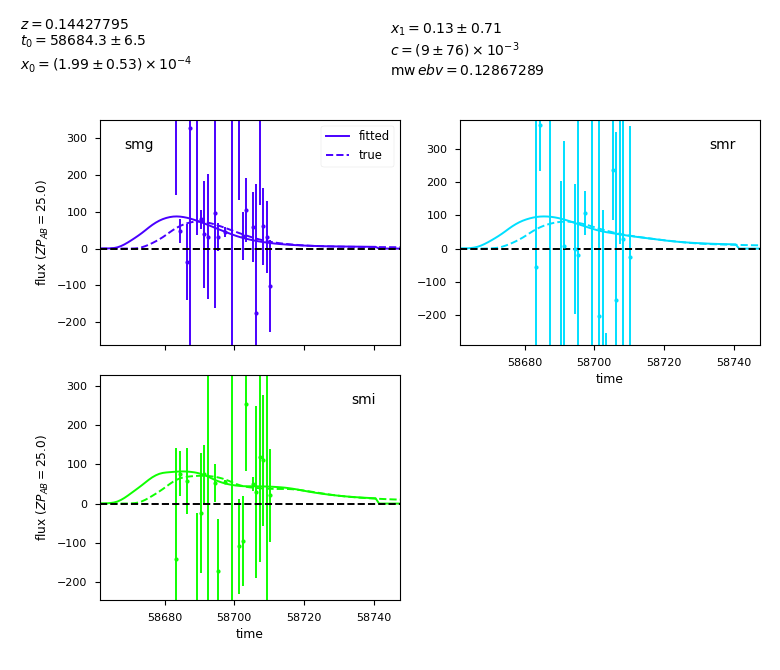 z = 0.14427795
t₀ = 58684.3 ± 6.5
x₀ = (1.99 ± 0.53) × 10⁻⁴
x₁ = 0.13 ± 0.71
c = (9 ± 76) × 10⁻³
mw ebv = 0.12867289
smg
fitted
true
300
200
100
0
−100
−200
flux (ZP_AB = 25.0)
smr
300
200
100
0
−100
−200
58680 58700 58720 58740
time
smi
300
200
100
0
−100
−200
flux (ZP_AB = 25.0)
58680 58700 58720 58740
time